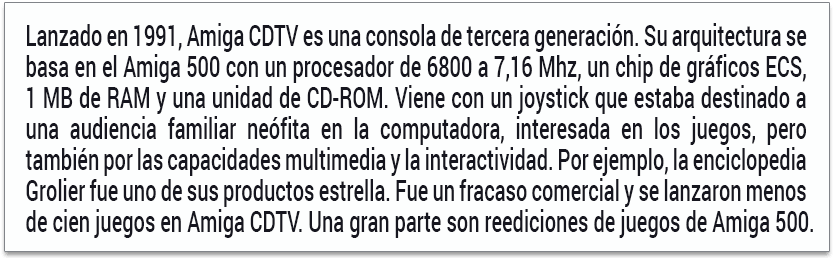 Lanzado en 1991, Amiga CDTV es una consola de tercera generación. Su arquitectura se
basa en el Amiga 500 con un procesador de 6800 a 7,16 Mhz, un chip de gráficos ECS,
1 MB de RAM y una unidad de CD-ROM. Viene con un joystick que estaba destinado a
una audiencia familiar neófita en la computadora, interesada en los juegos, pero
también por las capacidades multimedia y la interactividad. Por ejemplo, la enciclopedia
Grolier fue uno de sus productos estrella. Fue un fracaso comercial y se lanzaron menos
de cien juegos en Amiga CDTV. Una gran parte son reediciones de juegos de Amiga 500.